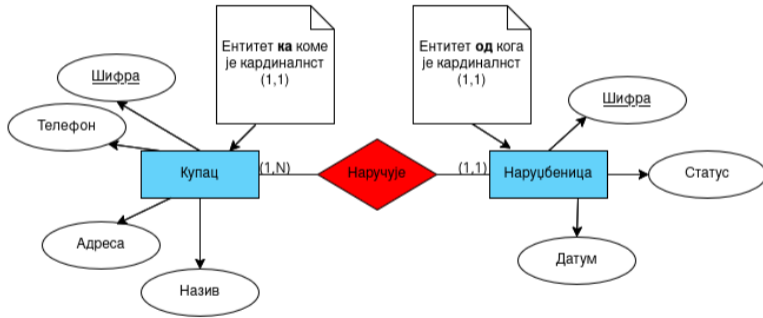 Ентитет ка коме
је кардиналнст
(1,1)
Ентитет од кога
је кардиналнст
(1,1)
Шифра
Телефон
Шифра
Купац
(1,N)
Наручује
(1,1)
Наруџбеница
Статус
Адреса
Датум
Назив